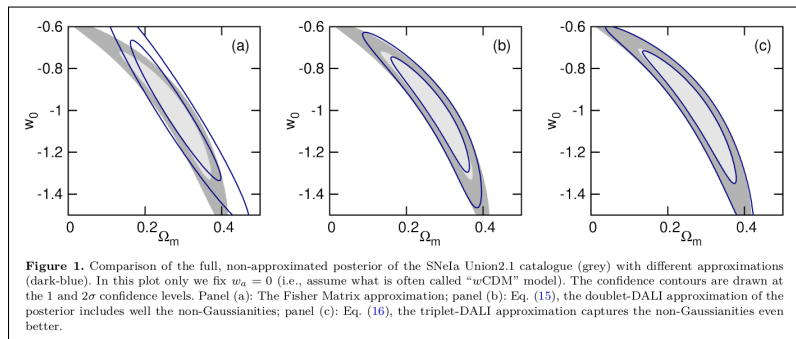 -0.6
-0.8
-1
-1.2
-1.4
w0
0.2
0.4
Ωm
(a)
-0.6
-0.8
-1
-1.2
-1.4
w0
0.2
0.4
Ωm
(b)
-0.6
-0.8
-1
-1.2
-1.4
w0
0.2
0.4
Ωm
(c)
Figure 1. Comparison of the full, non-approximated posterior of the SNeIa Union2.1 catalogue (grey) with different approximations
(dark-blue). In this plot only we fix wa = 0 (i.e., assume what is often called “wCDM” model). The confidence contours are drawn at
the 1 and 2σ confidence levels. Panel (a): The Fisher Matrix approximation; panel (b): Eq. (15), the doublet-DALI approximation of the
posterior includes well the non-Gaussianities; panel (c): Eq. (16), the triplet-DALI approximation captures the non-Gaussianities even
better.